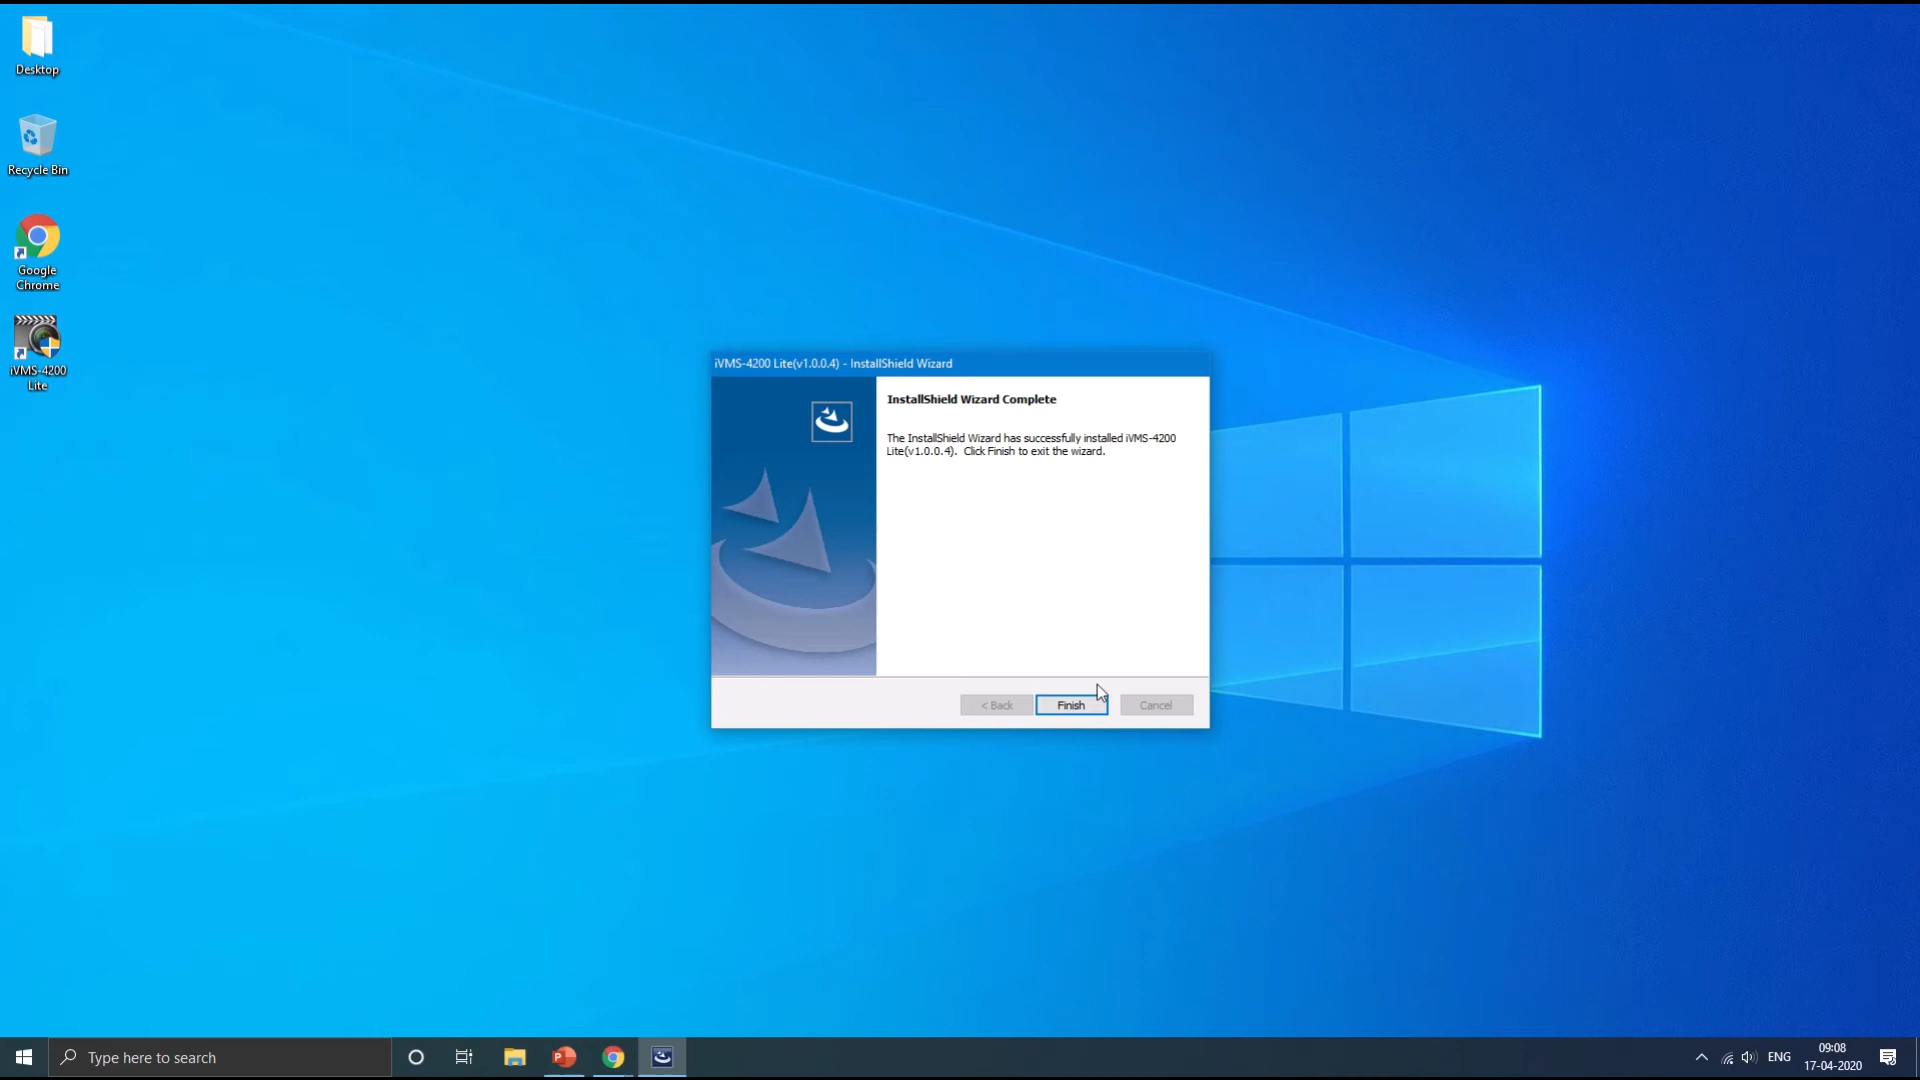 Desktop
Recycle Bin
Google
Chrome
iVMS-4200
Lite
iVMS-4200 Lite(v1.0.0.4) - InstallShield Wizard
InstallShield Wizard Complete
The InstallShield Wizard has successfully installed iVMS-4200
Lite(v1.0.0.4). Click Finish to exit the wizard.
< Back
Finish
Cancel
Type here to search
ENG
09:08
17-04-2020